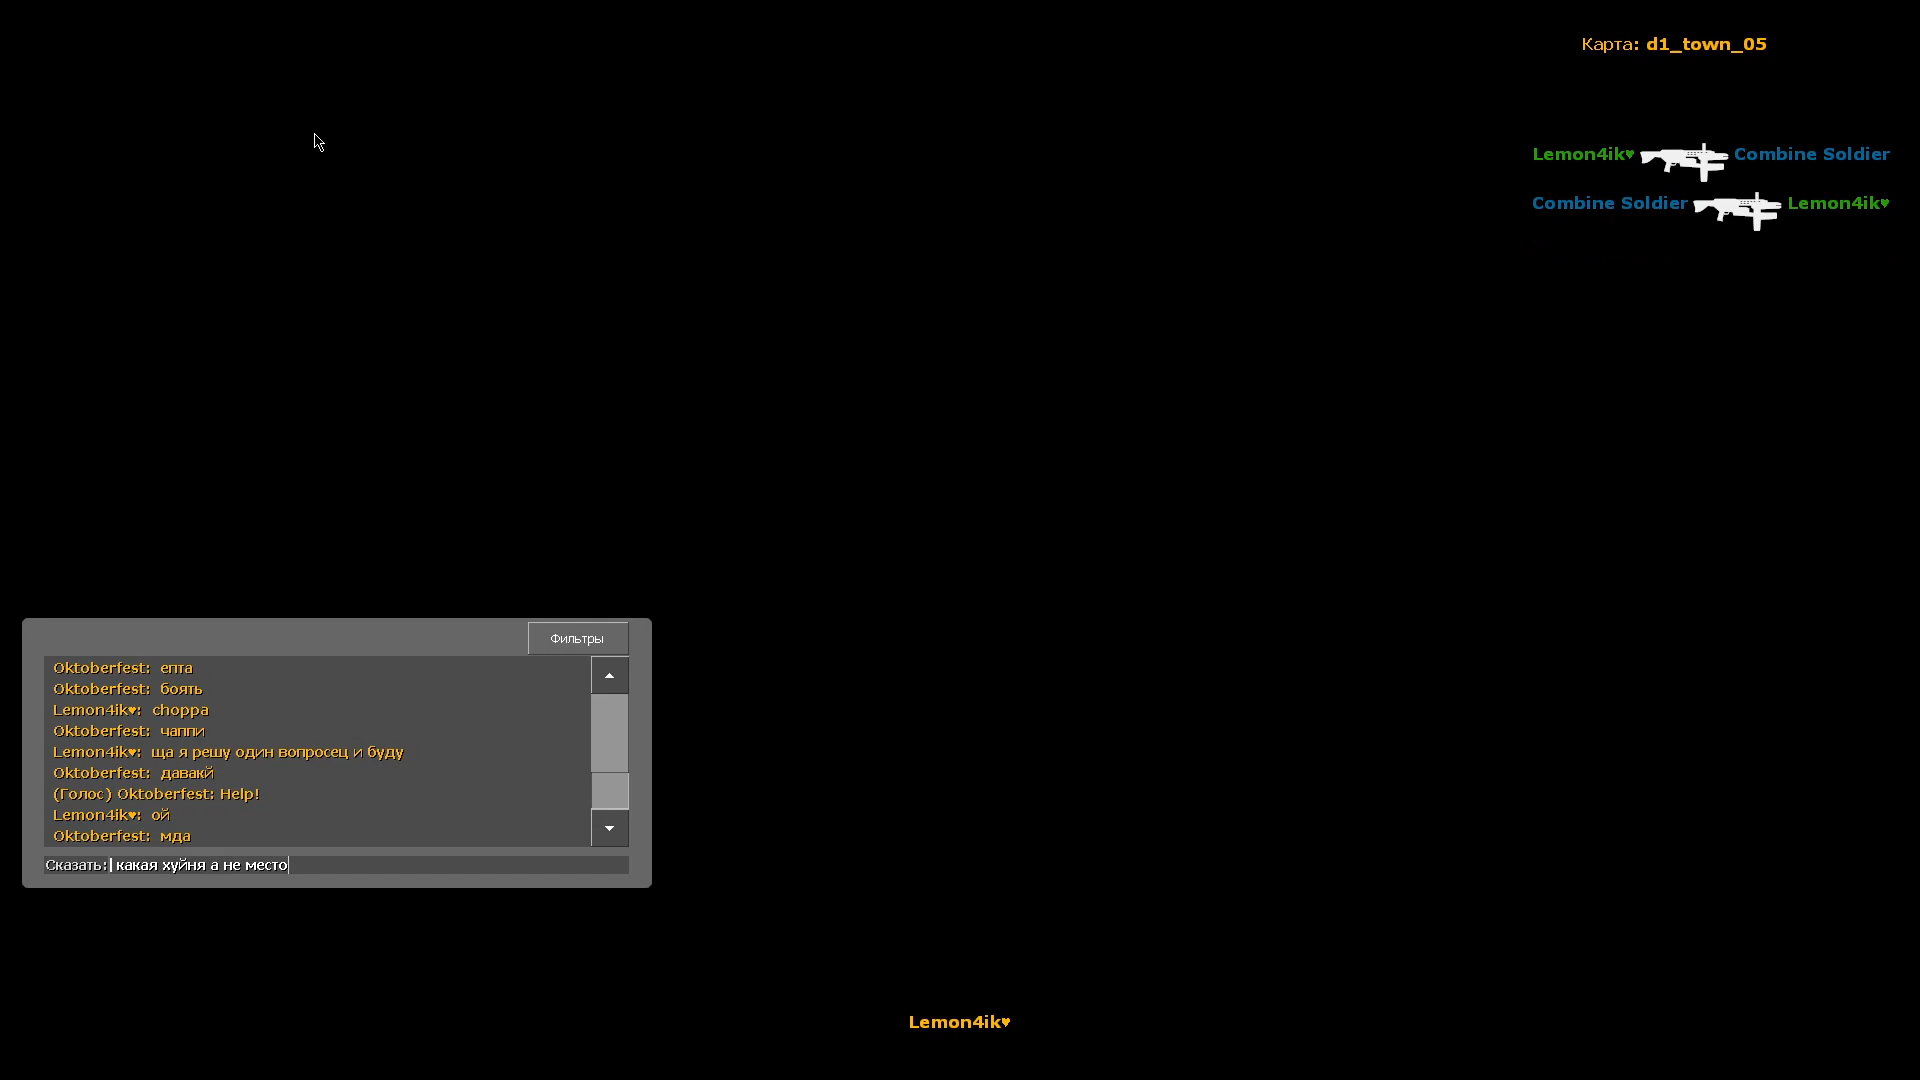 Карта: d1_town_05
Lemon4ik♥ Combine Soldier
Combine Soldier Lemon4ik♥
Фильтры
Oktoberfest: епта
Oktoberfest: боять
Lemon4ik♥: choppa
Oktoberfest: чаппи
Lemon4ik♥: ща я решу один вопросец и буду
Oktoberfest: давакй
(Голос) Oktoberfest: Help!
Lemon4ik♥: ой
Oktoberfest: мда
Сказать: какая хуйня а не место
Lemon4ik♥